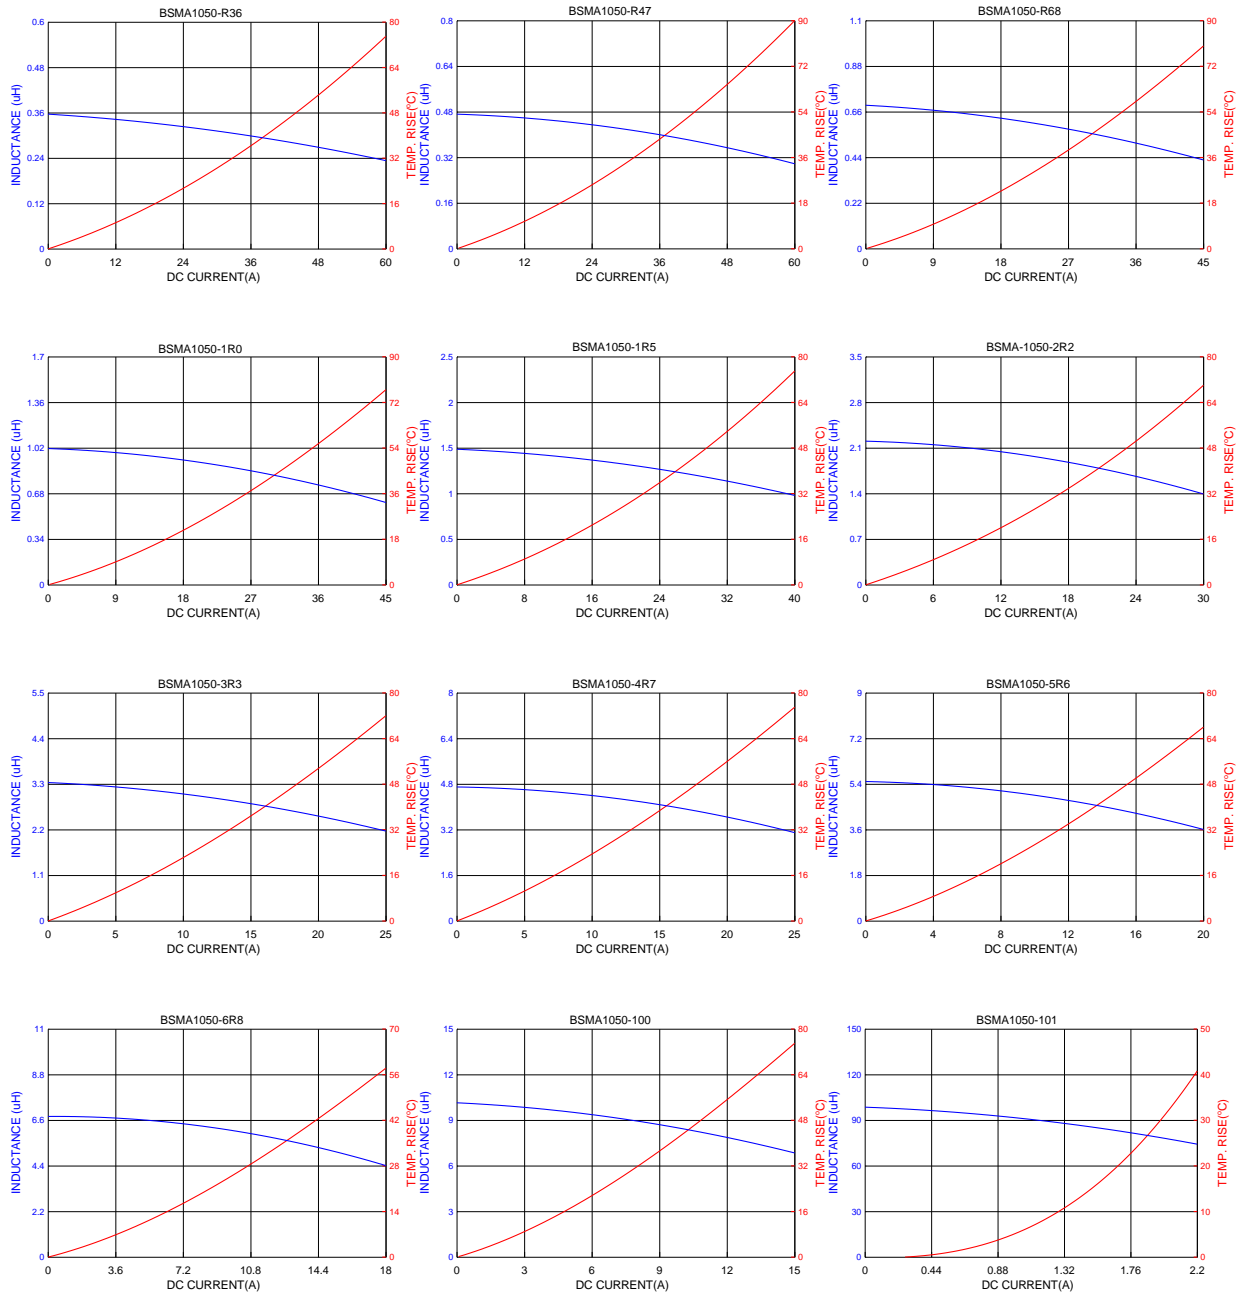 BSMA1050-R36
0.6
0.48
0.36
0.24
0.12
0
INDUCTANCE (uH)
80
64
48
32
16
0
TEMP. RISE(ºC)
0 12 24 36 48 60
DC CURRENT(A)
BSMA1050-R47
0.8
0.64
0.48
0.32
0.16
0
INDUCTANCE (uH)
90
72
54
36
18
0
TEMP. RISE(ºC)
0 12 24 36 48 60
DC CURRENT(A)
BSMA1050-R68
1.1
0.88
0.66
0.44
0.22
0
INDUCTANCE (uH)
90
72
54
36
18
0
TEMP. RISE(ºC)
0 9 18 27 36 45
DC CURRENT(A)
BSMA1050-1R0
1.7
1.36
1.02
0.68
0.34
0
INDUCTANCE (uH)
90
72
54
36
18
0
TEMP. RISE(ºC)
0 9 18 27 36 45
DC CURRENT(A)
BSMA1050-1R5
2.5
2
1.5
1
0.5
0
INDUCTANCE (uH)
80
64
48
32
16
0
TEMP. RISE(ºC)
0 8 16 24 32 40
DC CURRENT(A)
BSMA-1050-2R2
3.5
2.8
2.1
1.4
0.7
0
INDUCTANCE (uH)
80
64
48
32
16
0
TEMP. RISE(ºC)
0 6 12 18 24 30
DC CURRENT(A)
BSMA1050-3R3
5.5
4.4
3.3
2.2
1.1
0
INDUCTANCE (uH)
80
64
48
32
16
0
TEMP. RISE(ºC)
0 5 10 15 20 25
DC CURRENT(A)
BSMA1050-4R7
8
6.4
4.8
3.2
1.6
0
INDUCTANCE (uH)
80
64
48
32
16
0
TEMP. RISE(ºC)
0 5 10 15 20 25
DC CURRENT(A)
BSMA1050-5R6
9
7.2
5.4
3.6
1.8
0
INDUCTANCE (uH)
80
64
48
32
16
0
TEMP. RISE(ºC)
0 4 8 12 16 20
DC CURRENT(A)
BSMA1050-6R8
11
8.8
6.6
4.4
2.2
0
INDUCTANCE (uH)
70
56
42
28
14
0
TEMP. RISE(ºC)
0 3.6 7.2 10.8 14.4 18
DC CURRENT(A)
BSMA1050-100
15
12
9
6
3
0
INDUCTANCE (uH)
80
64
48
32
16
0
TEMP. RISE(ºC)
0 3 6 9 12 15
DC CURRENT(A)
BSMA1050-101
150
120
90
60
30
0
INDUCTANCE (uH)
50
40
30
20
10
0
TEMP. RISE(ºC)
0 0.44 0.88 1.32 1.76 2.2
DC CURRENT(A)